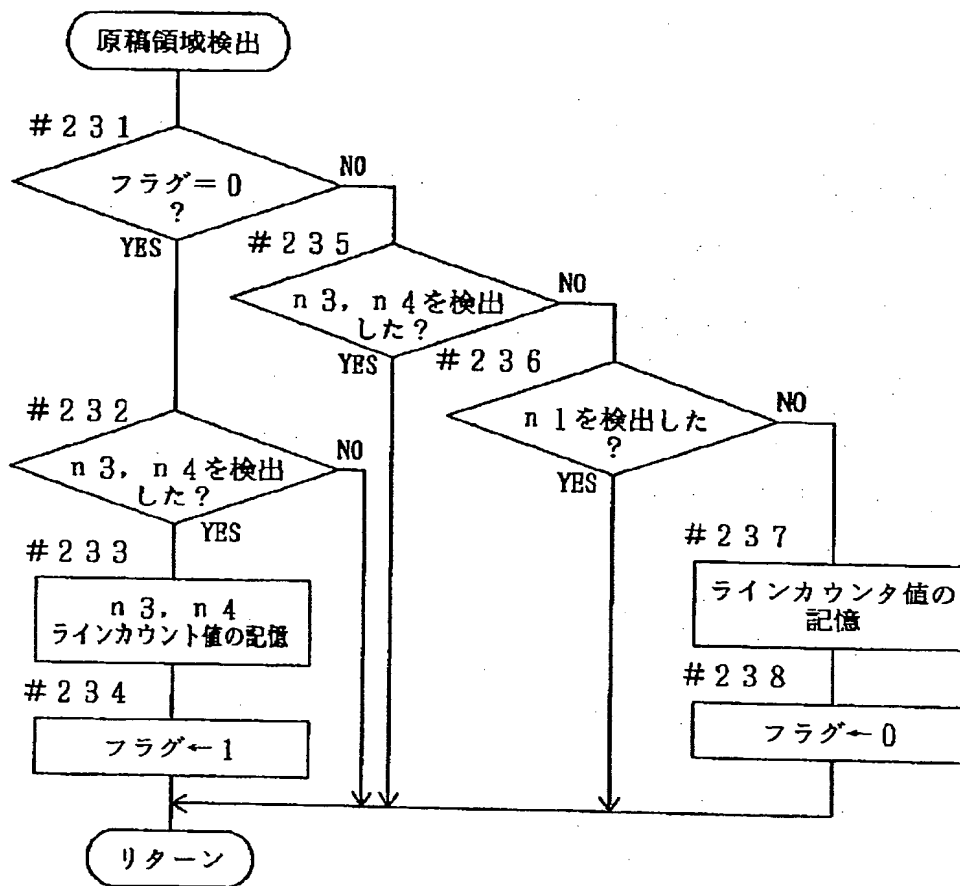 原稿領域検出
#231
フラグ=0
?
NO
YES
#235
n3,n4を検出
した?
NO
YES
#236
n1を検出した
?
NO
YES
#232
n3,n4を検出
した?
NO
YES
#233
n3,n4
ラインカウント値の記憶
#234
フラグ←1
#237
ラインカウンタ値の
記憶
#238
フラグ←0
リターン